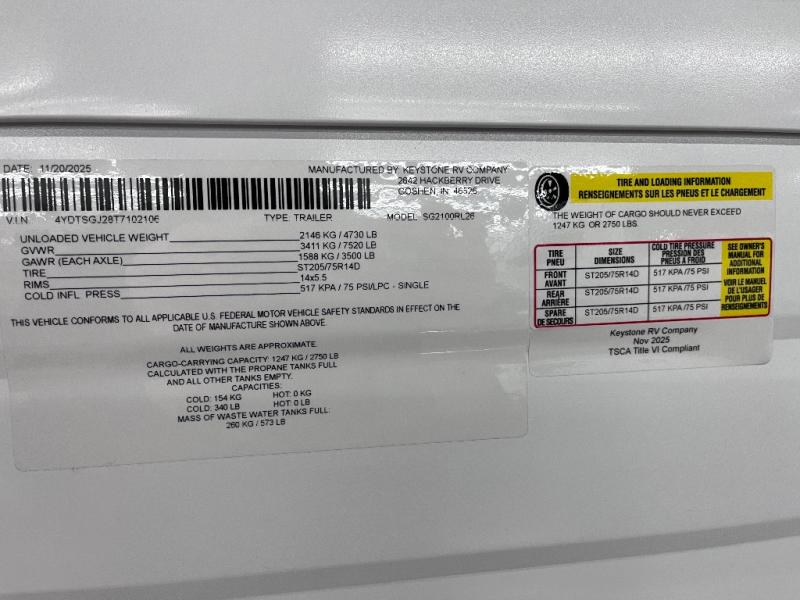 DATE: 11/20/2025
MANUFACTURED BY KEYSTONE RV COMPANY
2642 HACKBERRY DRIVE
GOSHEN, IN 46526
V.I.N 4YDTSGJ28T7102106 TYPE: TRAILER MODEL SG2100RL26
UNLOADED VEHICLE WEIGHT 2146 KG / 4730 LB
GVWR 3411 KG / 7520 LB
GAWR (EACH AXLE) 1588 KG / 3500 LB
TIRE ST205/75R14D
RIMS 14x5.5
COLD INFL PRESS 517 KPA / 75 PSI/LPC - SINGLE
THIS VEHICLE CONFORMS TO ALL APPLICABLE U.S. FEDERAL MOTOR VEHICLE SAFETY STANDARDS IN EFFECT ON THE
DATE OF MANUFACTURE SHOWN ABOVE.
ALL WEIGHTS ARE APPROXIMATE
CARGO-CARRYING CAPACITY: 1247 KG / 2750 LB
CALCULATED WITH THE PROPANE TANKS FULL
AND ALL OTHER TANKS EMPTY.
CAPACITIES:
COLD: 154 KG HOT: 0 KG
COLD: 340 LB HOT: 0 LB
MASS OF WASTE WATER TANKS FULL:
260 KG / 573 LB
TIRE AND LOADING INFORMATION
RENSEIGNEMENTS SUR LES PNEUS ET LE CHARGEMENT
THE WEIGHT OF CARGO SHOULD NEVER EXCEED
1247 KG OR 2750 LBS.
TIRE
PNEU
SIZE
DIMENSIONS
COLD TIRE PRESSURE
PRESSION DES
PNEUS A FROID
FRONT
AVANT
ST205/75R14D
517 KPA / 75 PSI
REAR
ARRIÈRE
ST205/75R14D
517 KPA / 75 PSI
SPARE
DE SECOURS
ST205/75R14D
517 KPA / 75 PSI
SEE OWNER'S
MANUAL FOR
ADDITIONAL
INFORMATION
VOIR LE MANUEL
DE L'USAGER
POUR PLUS DE
RENSEIGNEMENTS
Keystone RV Company
Nov 2025
TSCA Title VI Compliant